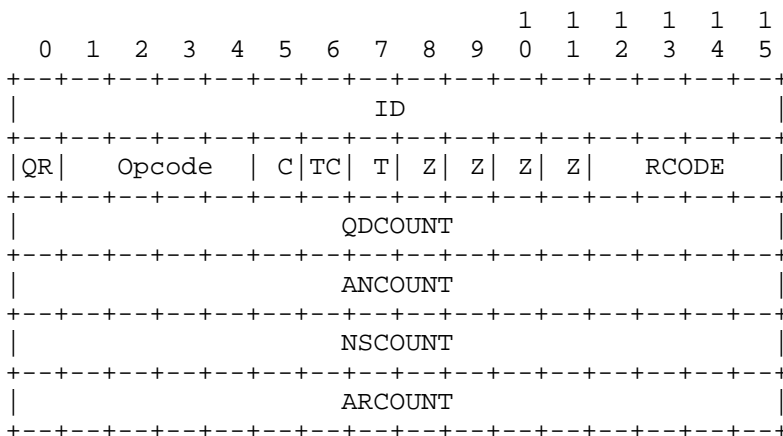 1  1  1  1  1  1
  0  1  2  3  4  5  6  7  8  9  0  1  2  3  4  5
+--+--+--+--+--+--+--+--+--+--+--+--+--+--+--+--+
|                      ID                       |
+--+--+--+--+--+--+--+--+--+--+--+--+--+--+--+--+
|QR|   Opcode  | C|TC| T| Z| Z| Z| Z|   RCODE   |
+--+--+--+--+--+--+--+--+--+--+--+--+--+--+--+--+
|                    QDCOUNT                    |
+--+--+--+--+--+--+--+--+--+--+--+--+--+--+--+--+
|                    ANCOUNT                    |
+--+--+--+--+--+--+--+--+--+--+--+--+--+--+--+--+
|                    NSCOUNT                    |
+--+--+--+--+--+--+--+--+--+--+--+--+--+--+--+--+
|                    ARCOUNT                    |
+--+--+--+--+--+--+--+--+--+--+--+--+--+--+--+--+